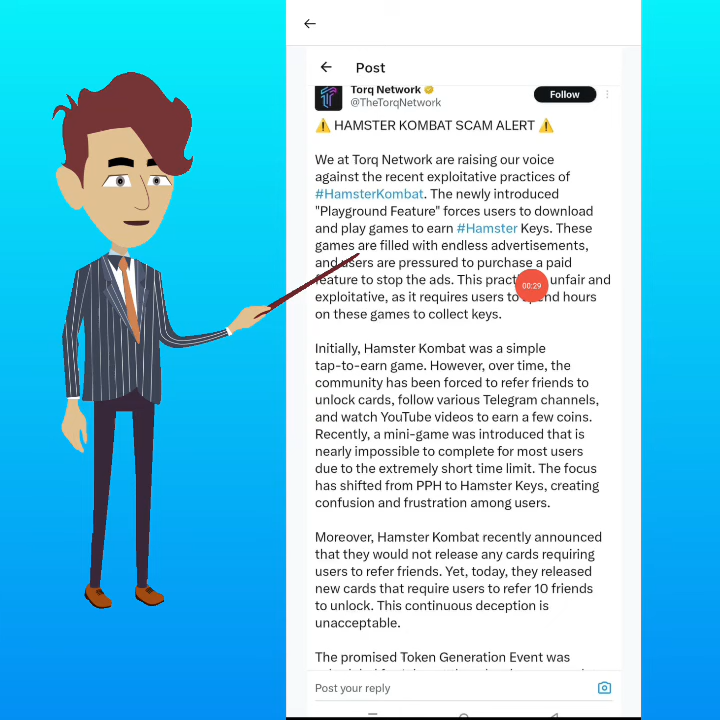 Post
Torq Network
@TheTorqNetwork
Follow
⚠️ HAMSTER KOMBAT SCAM ALERT ⚠️
We at Torq Network are raising our voice
against the recent exploitative practices of
#HamsterKombat. The newly introduced
"Playground Feature" forces users to download
and play games to earn #Hamster Keys. These
games are filled with endless advertisements,
and users are pressured to purchase a paid
feature to stop the ads. This unfair and
exploitative, as it requires users to hours
on these games to collect keys.
00:29
Initially, Hamster Kombat was a simple
tap-to-earn game. However, over time, the
community has been forced to refer friends to
unlock cards, follow various Telegram channels,
and watch YouTube videos to earn a few coins.
Recently, a mini-game was introduced that is
nearly impossible to complete for most users
due to the extremely short time limit. The focus
has shifted from PPH to Hamster Keys, creating
confusion and frustration among users.
Moreover, Hamster Kombat recently announced
that they would not release any cards requiring
users to refer friends. Yet, today, they released
new cards that require users to refer 10 friends
to unlock. This continuous deception is
unacceptable.
The promised Token Generation Event was
Post your reply